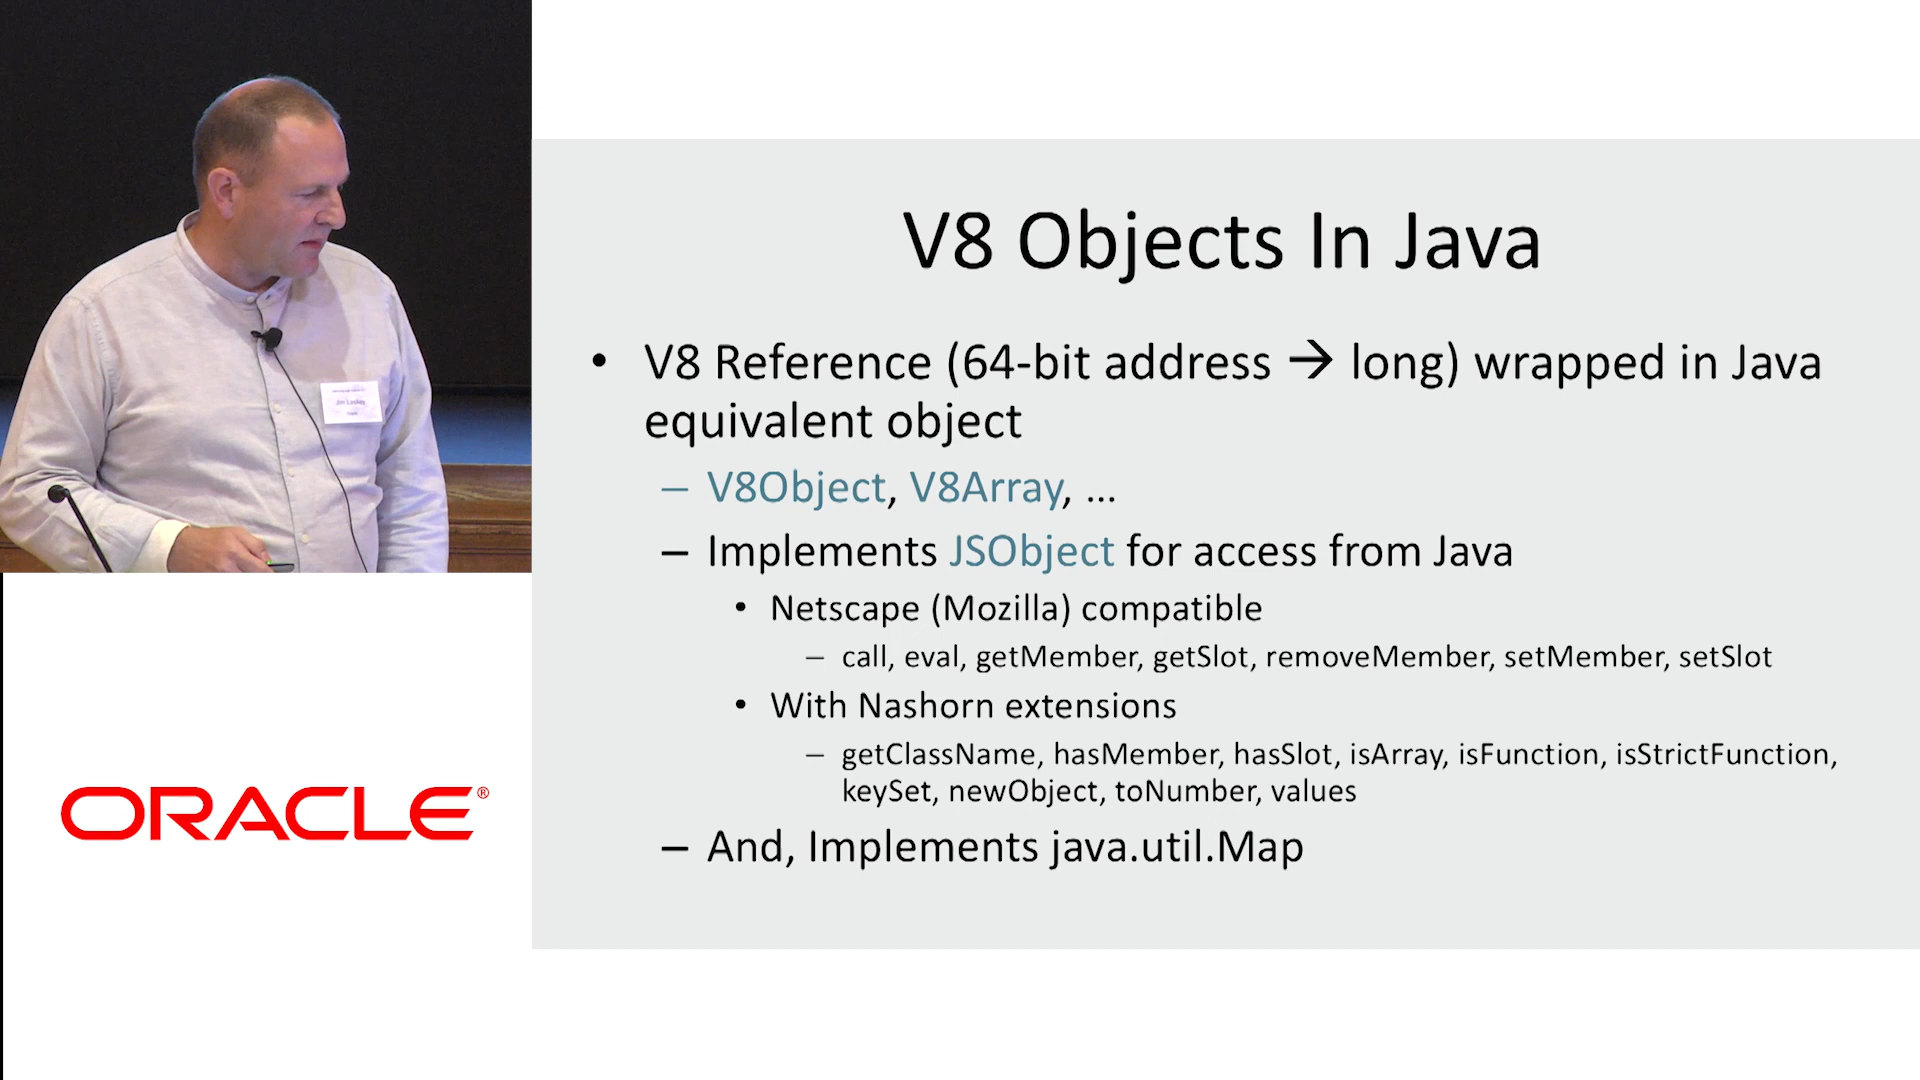 V8 Objects In Java
• V8 Reference (64-bit address → long) wrapped in Java
equivalent object
– V8Object, V8Array, ...
– Implements JSObject for access from Java
• Netscape (Mozilla) compatible
– call, eval, getMember, getSlot, removeMember, setMember, setSlot
• With Nashorn extensions
– getClassName, hasMember, hasSlot, isArray, isFunction, isStrictFunction,
keySet, newObject, toNumber, values
– And, Implements java.util.Map
Jim Laskey
ORACLE®